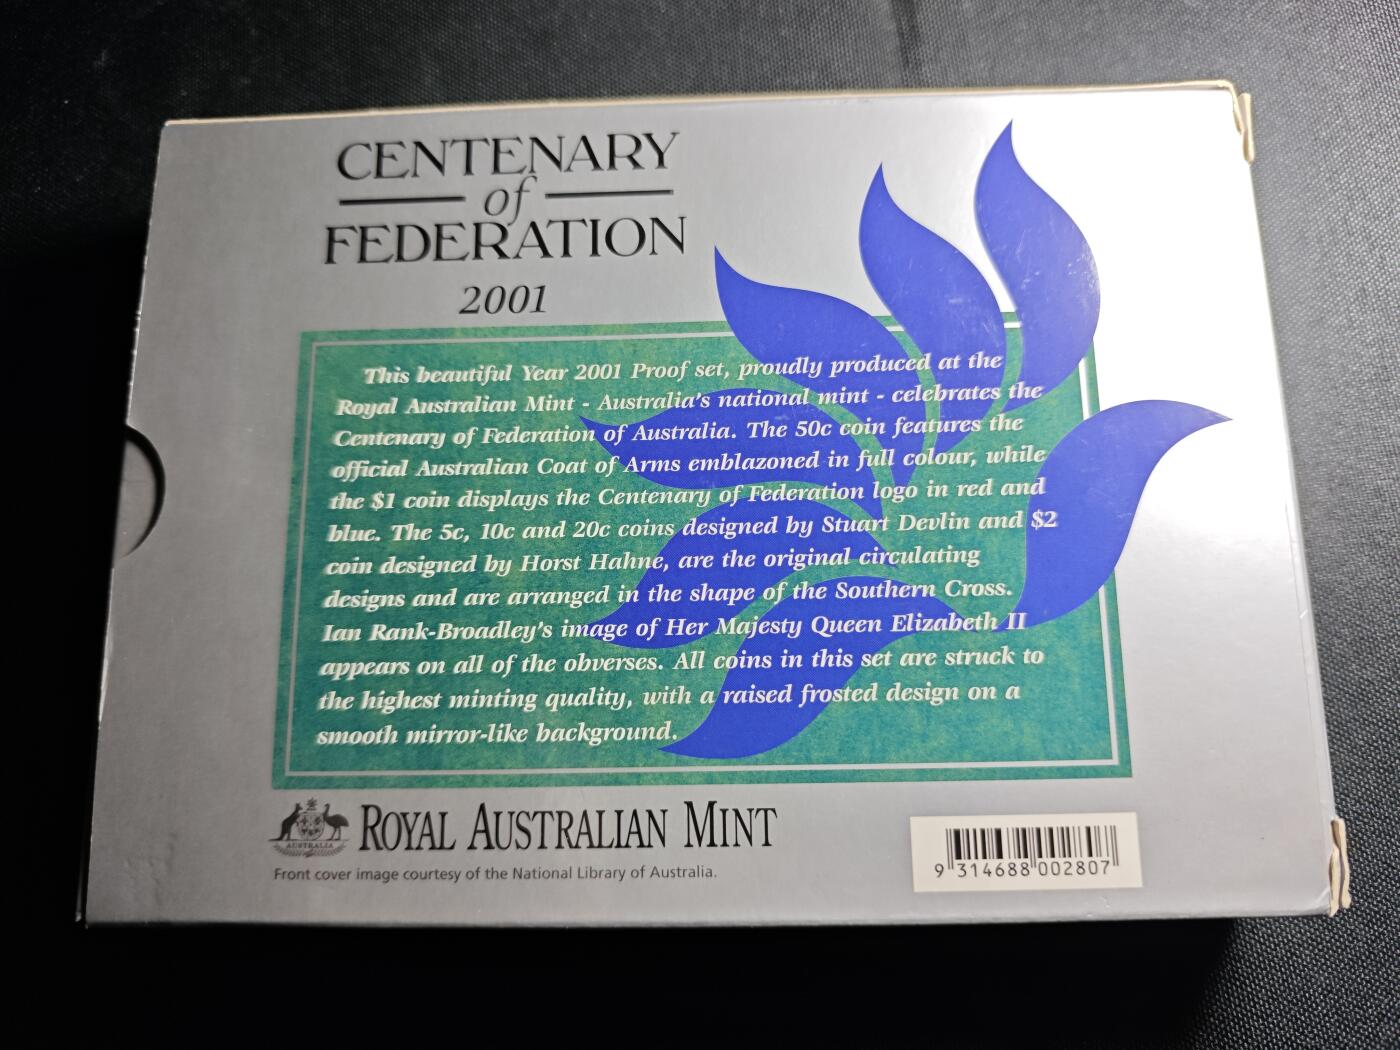 CENTENARY
of
FEDERATION
2001
This beautiful Year 2001 Proof set, proudly produced at the
Royal Australian Mint - Australia's national mint - celebrates the
Centenary of Federation of Australia. The 50c coin features the
official Australian Coat of Arms emblazoned in full colour, while
the $1 coin displays the Centenary of Federation logo in red and
blue. The 5c, 10c and 20c coins designed by Stuart Devlin and $2
coin designed by Horst Hahne, are the original circulating
designs and are arranged in the shape of the Southern Cross.
Ian Rank-Broadley's image of Her Majesty Queen Elizabeth II
appears on all of the obverses. All coins in this set are struck to
the highest minting quality, with a raised frosted design on a
smooth mirror-like background.
AUSTRALIA
ROYAL AUSTRALIAN MINT
Front cover image courtesy of the National Library of Australia.
9 314688 002807